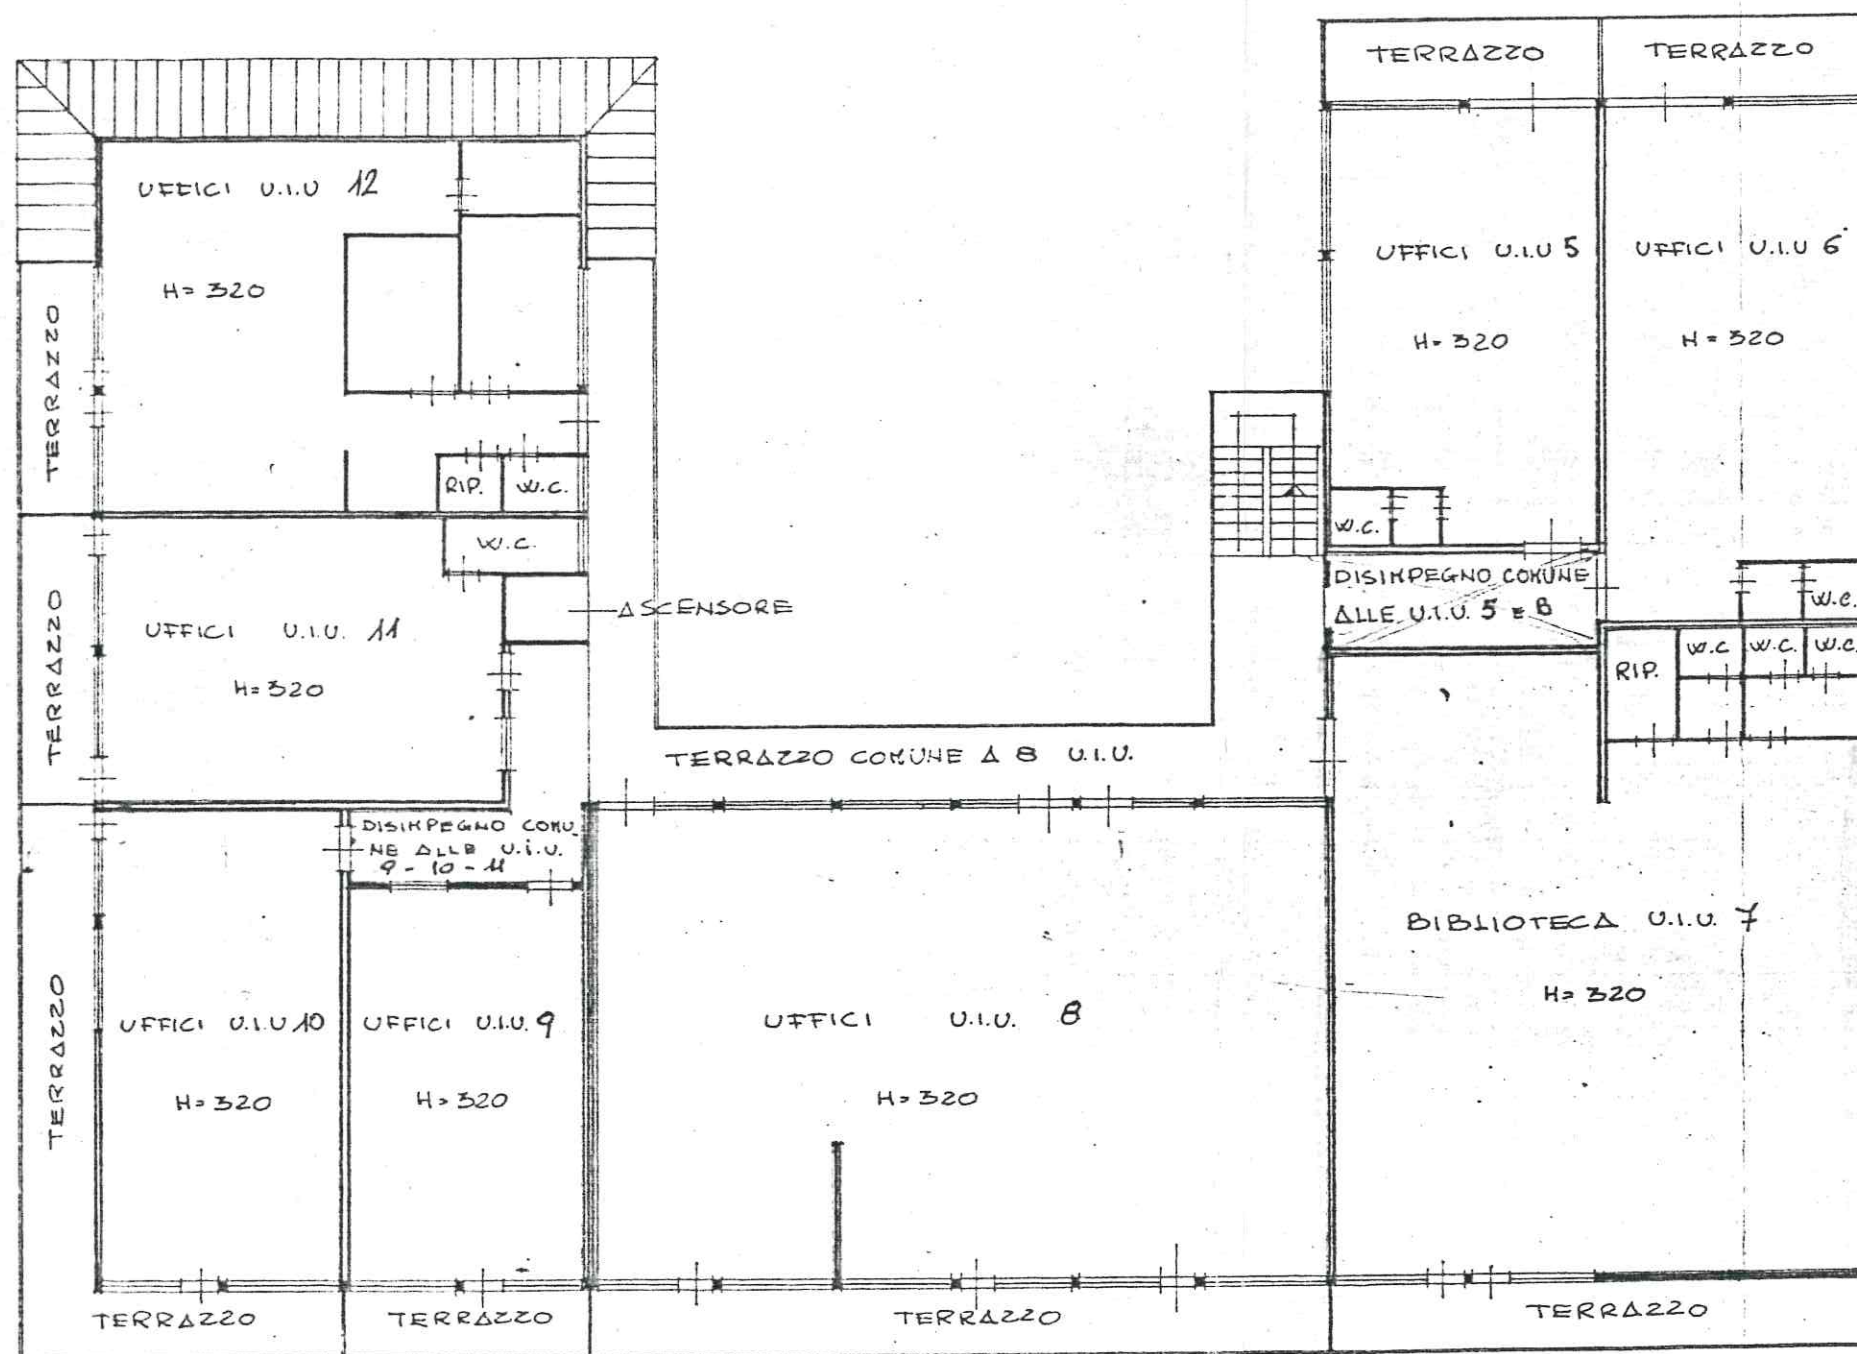 TERRAZZO
TERRAZZO
UFFICI U.I.U 12
H=320
TERRAZZO
RIP.
W.C.
UFFICI U.I.U 5
H=320
UFFICI U.I.U 6
H=320
W.C.
W.C.
ASCENSORE
UFFICI U.I.U. 11
H=320
TERRAZZO
DISIMPEGNO COMUNE
ALLE U.I.U. 5 E 6
W.C.
RIP.
W.C
W.C.
W.C.
TERRAZZO COMUNE A 8 U.I.U.
DISIMPEGNO COMU
NE ALLE U.I.U.
9-10-11
BIBLIOTECA U.I.U. 7
H=320
TERRAZZO
UFFICI U.I.U 10
H=320
UFFICI U.I.U. 9
H=320
UFFICI U.I.U. 8
H=320
TERRAZZO
TERRAZZO
TERRAZZO
TERRAZZO